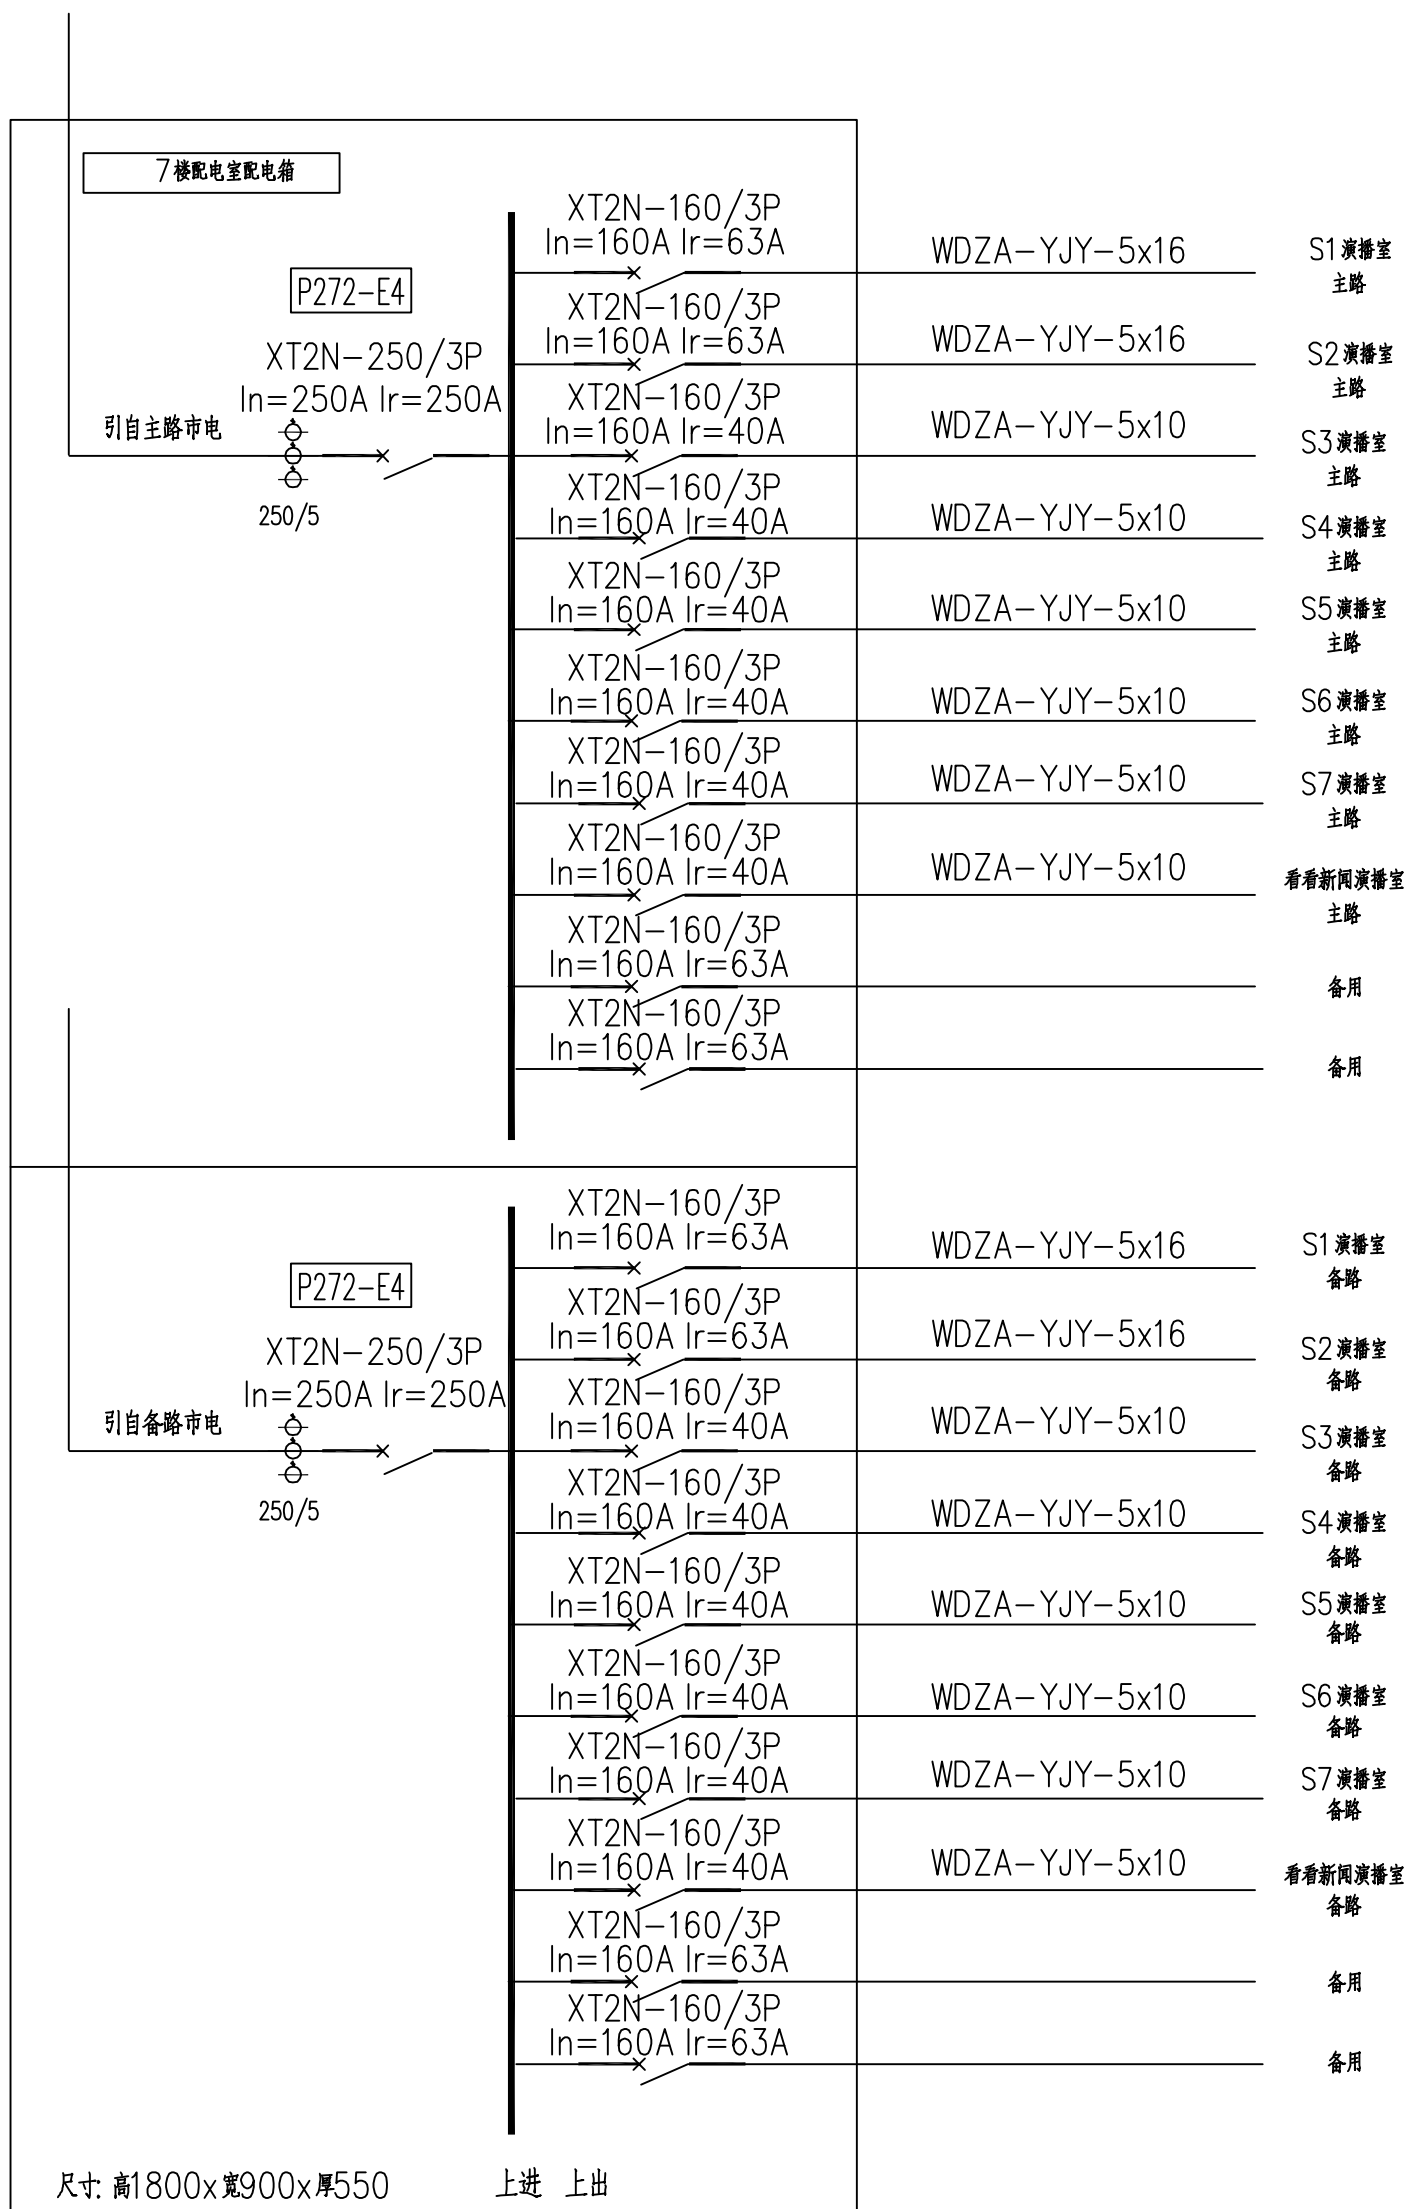 7楼配电室配电箱
P272-E4
XT2N-250/3P
In=250A Ir=250A
引自主路市电
250/5
XT2N-160/3P
In=160A Ir=63A
WDZA-YJY-5x16
S1演播室
主路
XT2N-160/3P
In=160A Ir=63A
WDZA-YJY-5x16
S2演播室
主路
XT2N-160/3P
In=160A Ir=40A
WDZA-YJY-5x10
S3演播室
主路
XT2N-160/3P
In=160A Ir=40A
WDZA-YJY-5x10
S4演播室
主路
XT2N-160/3P
In=160A Ir=40A
WDZA-YJY-5x10
S5演播室
主路
XT2N-160/3P
In=160A Ir=40A
WDZA-YJY-5x10
S6演播室
主路
XT2N-160/3P
In=160A Ir=40A
WDZA-YJY-5x10
S7演播室
主路
XT2N-160/3P
In=160A Ir=40A
WDZA-YJY-5x10
看看新闻演播室
主路
XT2N-160/3P
In=160A Ir=63A
备用
XT2N-160/3P
In=160A Ir=63A
备用
P272-E4
XT2N-250/3P
In=250A Ir=250A
引自备路市电
250/5
XT2N-160/3P
In=160A Ir=63A
WDZA-YJY-5x16
S1演播室
备路
XT2N-160/3P
In=160A Ir=63A
WDZA-YJY-5x16
S2演播室
备路
XT2N-160/3P
In=160A Ir=40A
WDZA-YJY-5x10
S3演播室
备路
XT2N-160/3P
In=160A Ir=40A
WDZA-YJY-5x10
S4演播室
备路
XT2N-160/3P
In=160A Ir=40A
WDZA-YJY-5x10
S5演播室
备路
XT2N-160/3P
In=160A Ir=40A
WDZA-YJY-5x10
S6演播室
备路
XT2N-160/3P
In=160A Ir=40A
WDZA-YJY-5x10
S7演播室
备路
XT2N-160/3P
In=160A Ir=40A
WDZA-YJY-5x10
看看新闻演播室
备路
XT2N-160/3P
In=160A Ir=63A
备用
XT2N-160/3P
In=160A Ir=63A
备用
尺寸: 高1800x宽900x厚550
上进 上出